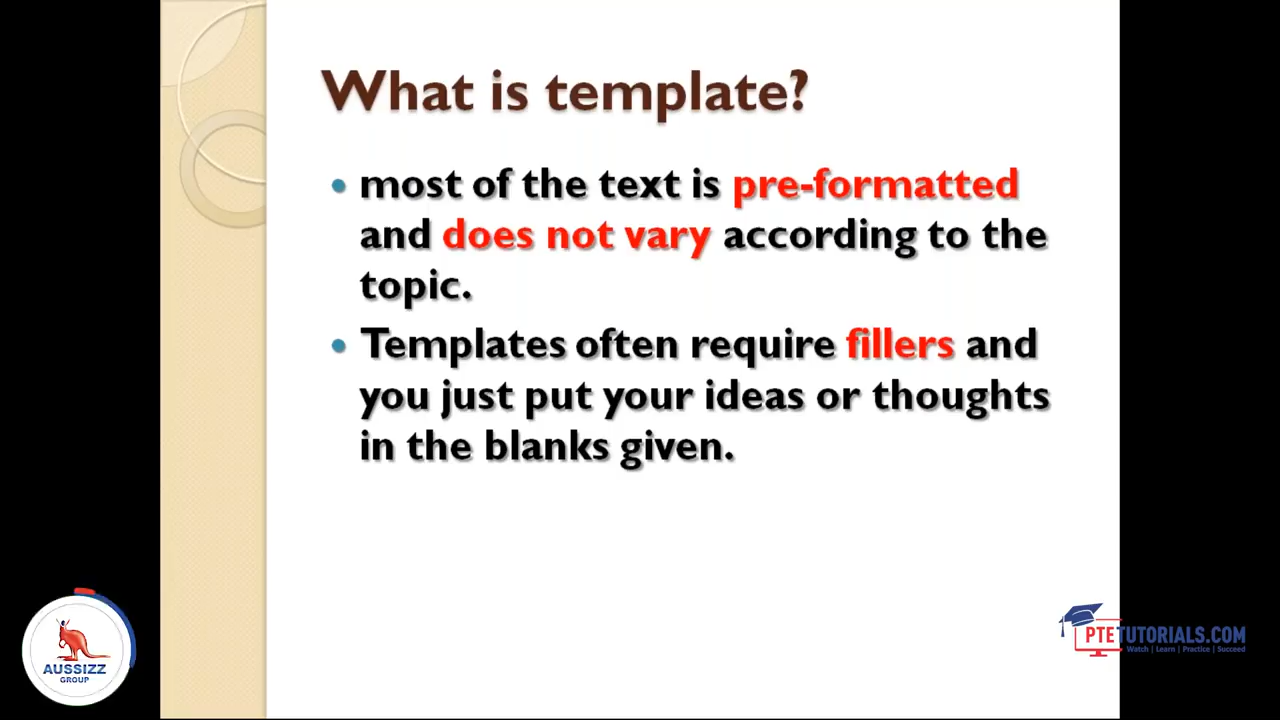 What is template?
• most of the text is pre-formatted
and does not vary according to the
topic.
• Templates often require fillers and
you just put your ideas or thoughts
in the blanks given.
AUSSIZZ
GROUP
PTETUTORIALS.COM
Watch | Learn | Practice | Succeed